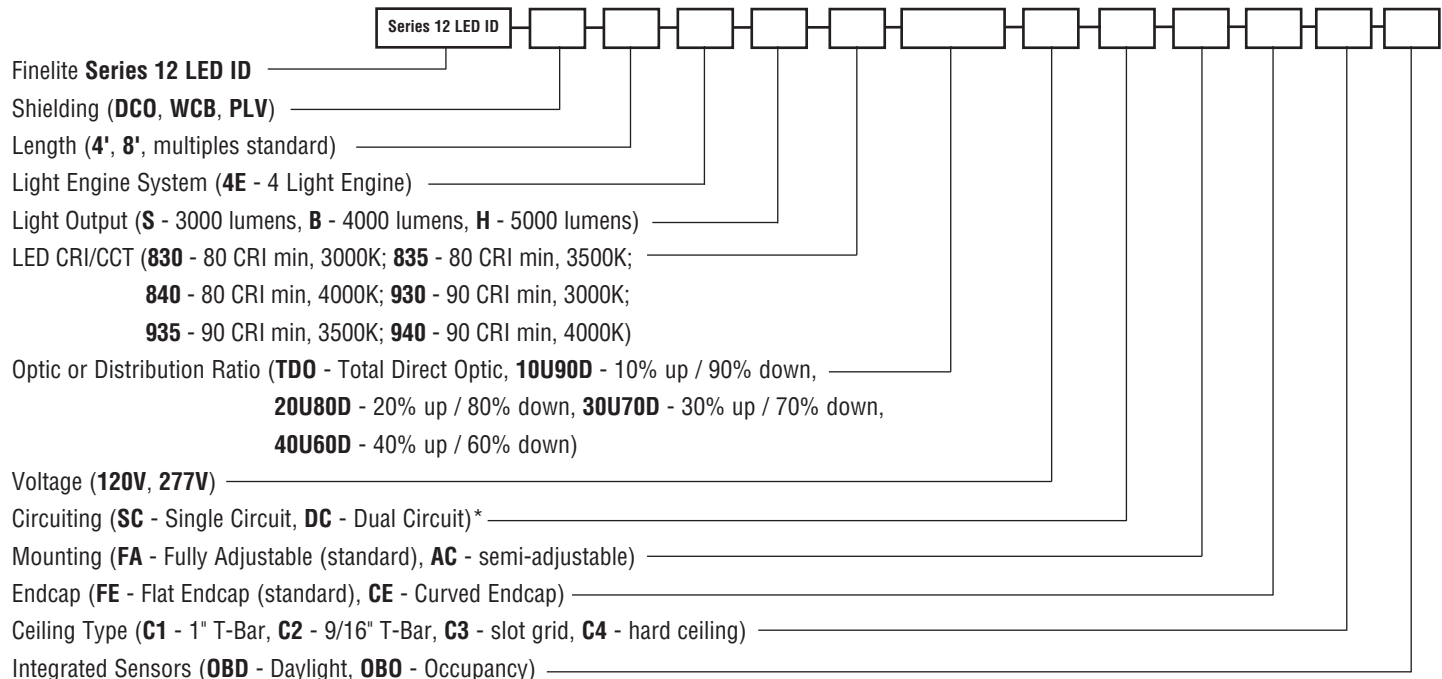 Series 12 LED ID
Finelite Series 12 LED ID
Shielding (DCO, WCB, PLV)
Length (4', 8', multiples standard)
Light Engine System (4E - 4 Light Engine)
Light Output (S - 3000 lumens, B - 4000 lumens, H - 5000 lumens)
LED CRI/CCT (830 - 80 CRI min, 3000K; 835 - 80 CRI min, 3500K;
840 - 80 CRI min, 4000K; 930 - 90 CRI min, 3000K;
935 - 90 CRI min, 3500K; 940 - 90 CRI min, 4000K)
Optic or Distribution Ratio (TDO - Total Direct Optic, 10U90D - 10% up / 90% down,
20U80D - 20% up / 80% down, 30U70D - 30% up / 70% down,
40U60D - 40% up / 60% down)
Voltage (120V, 277V)
Circuiting (SC - Single Circuit, DC - Dual Circuit)*
Mounting (FA - Fully Adjustable (standard), AC - semi-adjustable)
Endcap (FE - Flat Endcap (standard), CE - Curved Endcap)
Ceiling Type (C1 - 1" T-Bar, C2 - 9/16" T-Bar, C3 - slot grid, C4 - hard ceiling)
Integrated Sensors (OBD - Daylight, OBO - Occupancy)